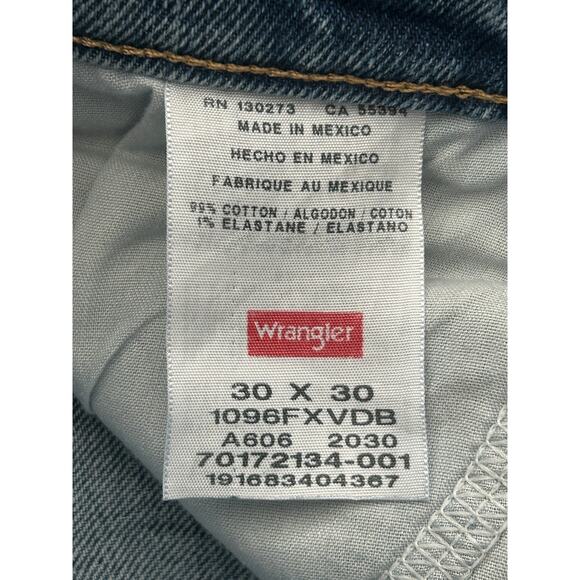 RN 130273 CA 55394
MADE IN MEXICO
HECHO EN MEXICO
FABRIQUE AU MEXIQUE
99% COTTON / ALGODON / COTON
1% ELASTANE / ELASTANO
Wrangler
30 X 30
1096FXVDB
A606 2030
70172134-001
191683404367